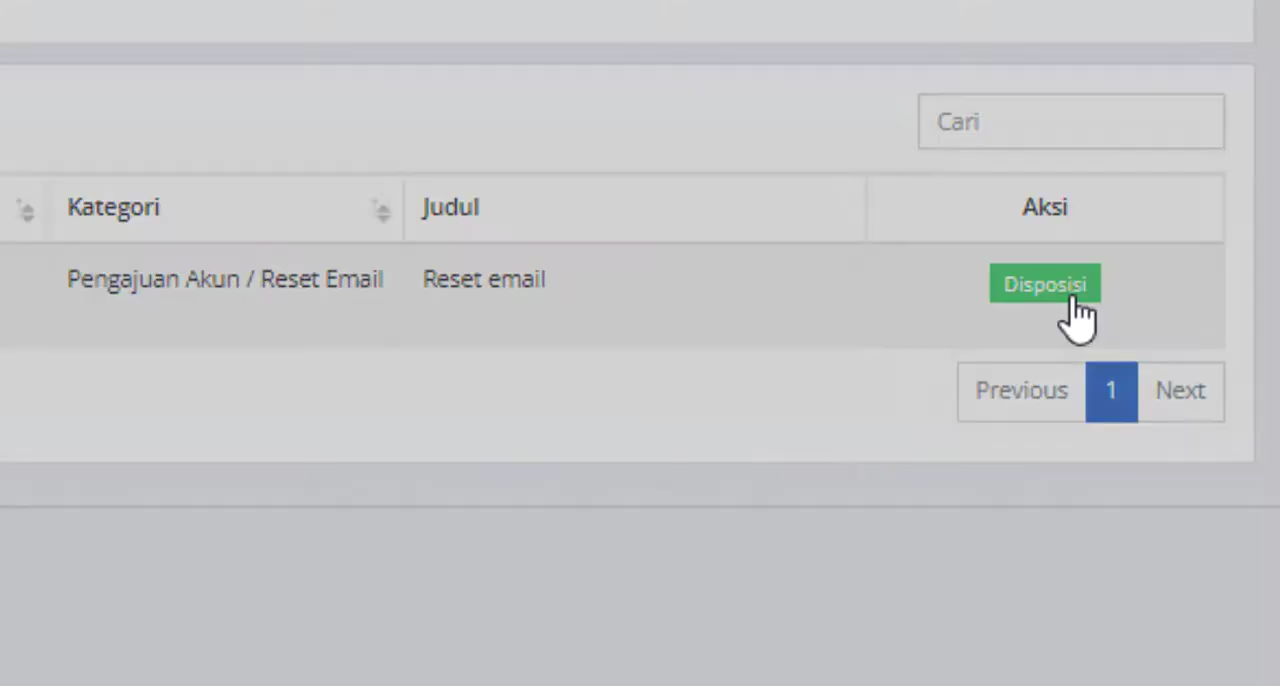 Cari
Kategori Judul Aksi
Pengajuan Akun / Reset Email Reset email Disposisi
Previous 1 Next